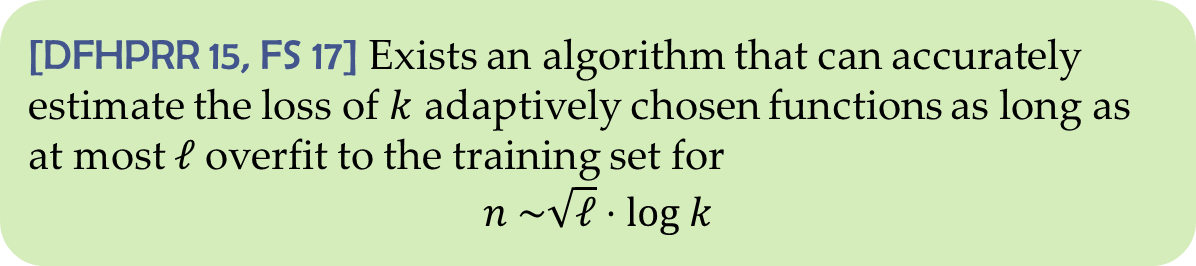 [DFHPRR 15, FS 17] Exists an algorithm that can accurately
estimate the loss of k adaptively chosen functions as long as
at most ℓ overfit to the training set for
n ~√ℓ · log k